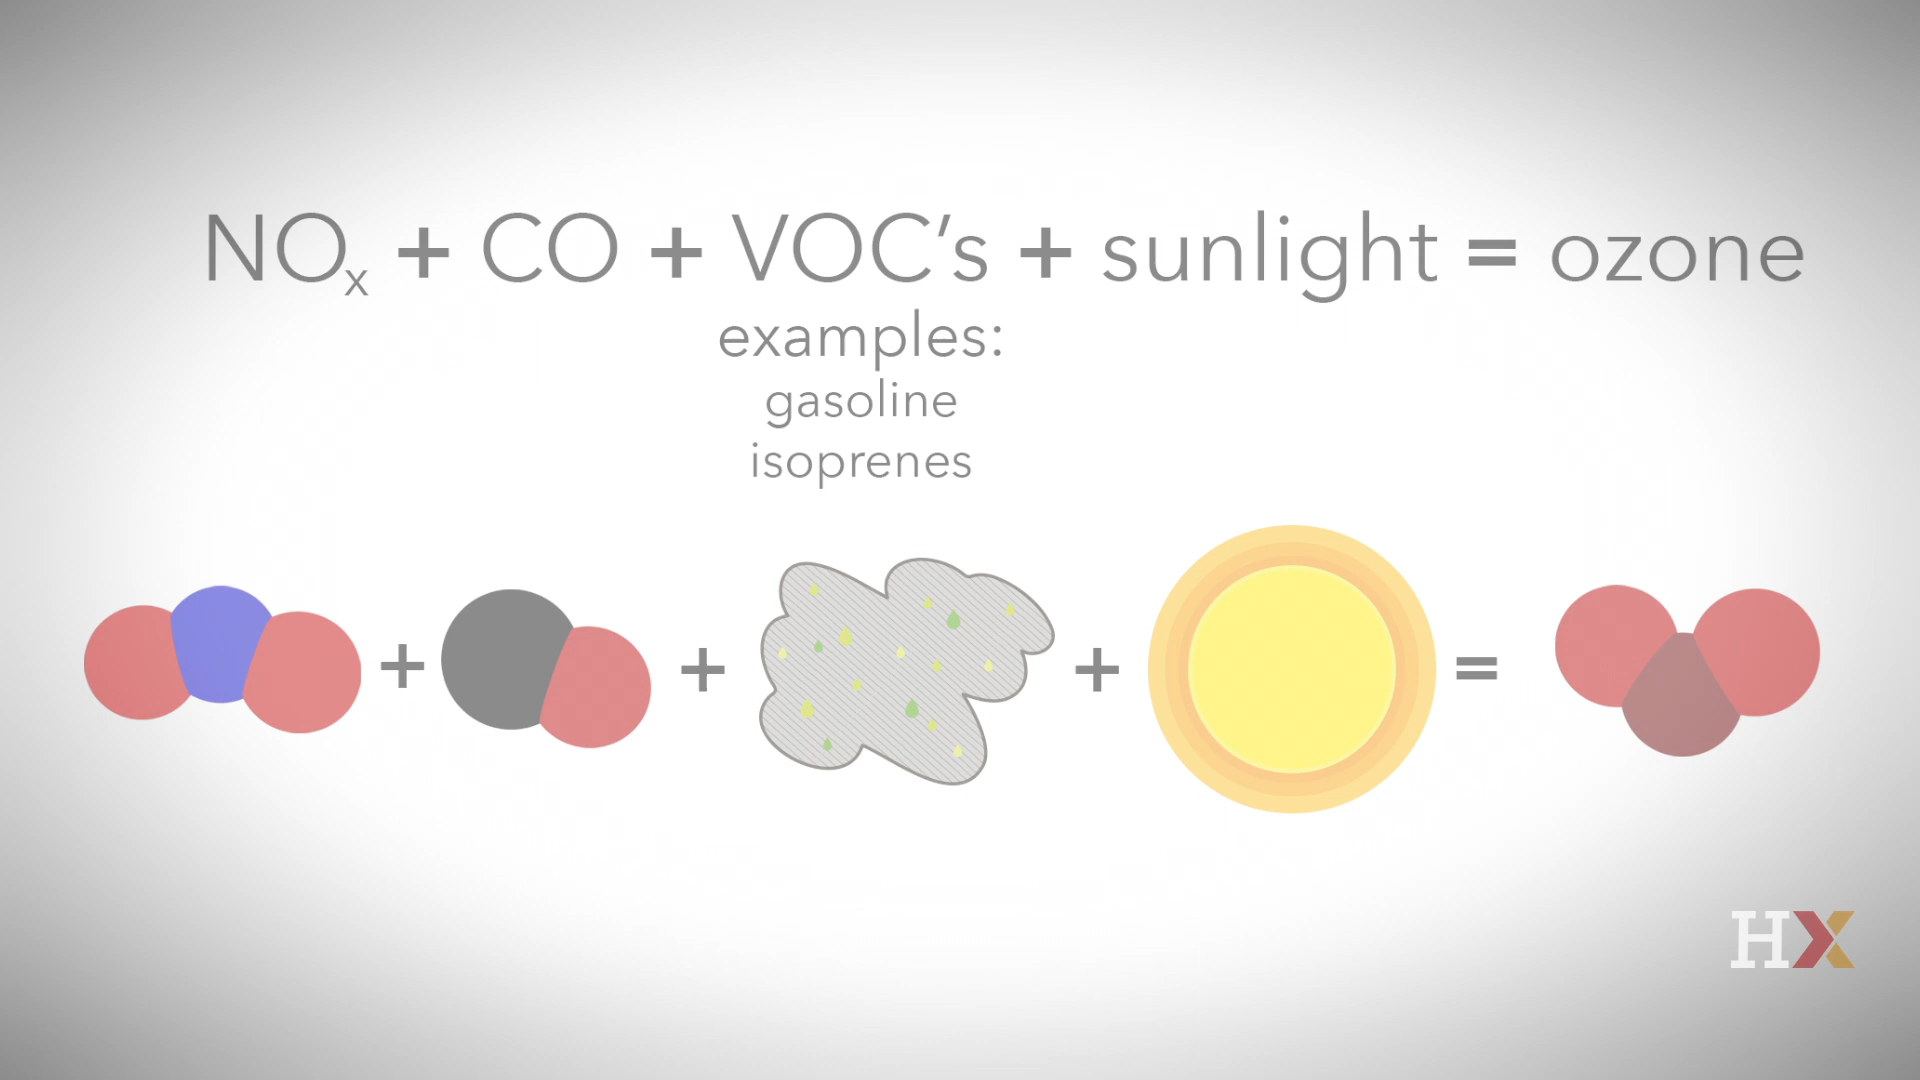 NOₓ + CO + VOC’s + sunlight = ozone
examples:
gasoline
isoprenes
+ + + =
HX